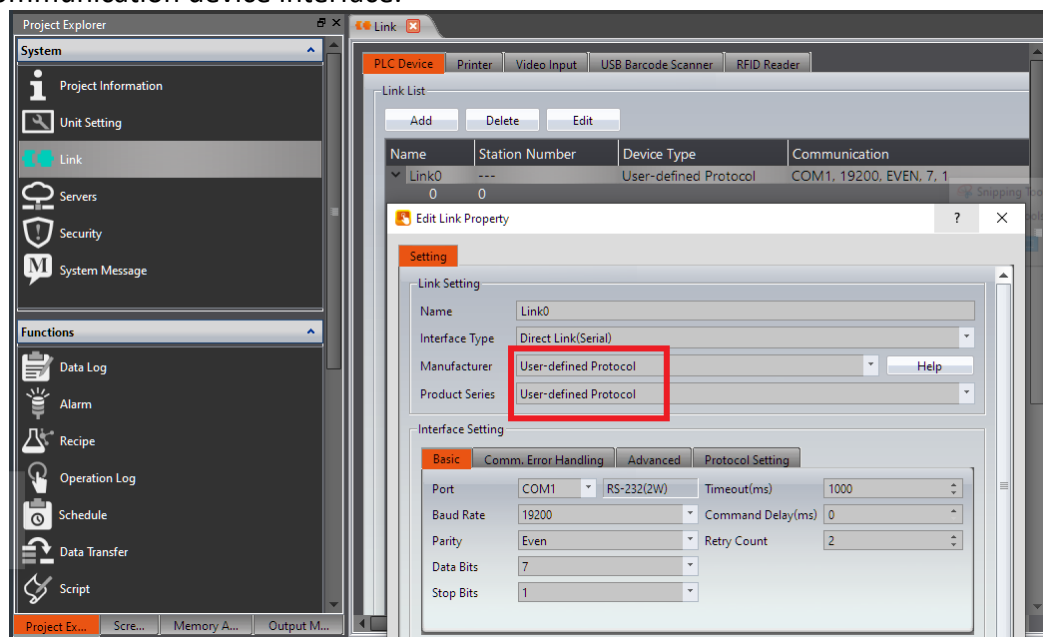 ommunication device interface.
Project Explorer
System
Project Information
Unit Setting
Link
Servers
Security
System Message
Functions
Data Log
Alarm
Recipe
Operation Log
Schedule
Data Transfer
Script
Project Ex... Scre... Memory A... Output M...
Link
PLC Device Printer Video Input USB Barcode Scanner RFID Reader
Link List
Add Delete Edit
Name Station Number Device Type Communication
Link0 --- User-defined Protocol COM1, 19200, EVEN, 7, 1
0 0
Snipping
Edit Link Property ?
Setting
Link Setting
Name Link0
Interface Type Direct Link(Serial)
Manufacturer User-defined Protocol Help
Product Series User-defined Protocol
Interface Setting
Basic Comm. Error Handling Advanced Protocol Setting
Port COM1 RS-232(2W) Timeout(ms) 1000
Baud Rate 19200 Command Delay(ms) 0
Parity Even Retry Count 2
Data Bits 7
Stop Bits 1